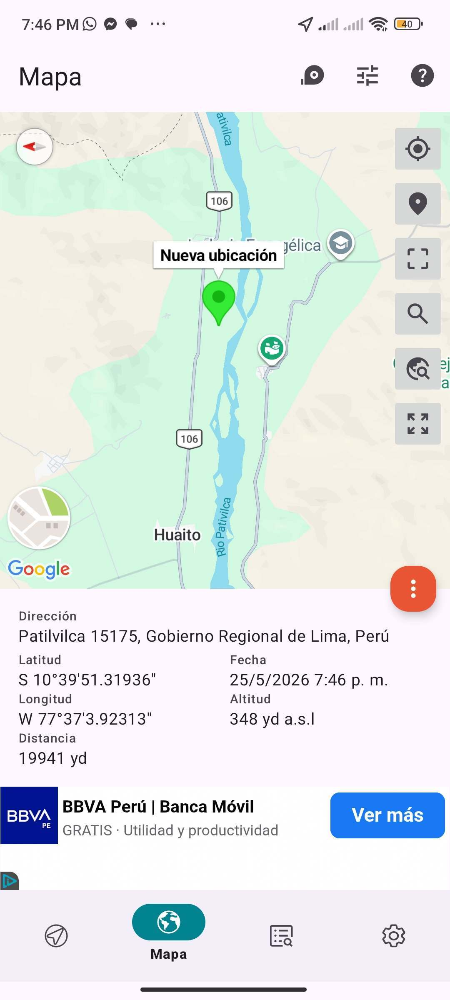 7:46 PM
40
Mapa
ativilca
106
gélica
Nueva ubicación
ej
a
106
Rio Pativilca
Huaito
Google
Dirección
Patilvilca 15175, Gobierno Regional de Lima, Perú
Latitud
Fecha
S 10°39'51.31936"
25/5/2026 7:46 p. m.
Longitud
Altitud
W 77°37'3.92313"
348 yd a.s.l
Distancia
19941 yd
BBVA
PE
BBVA Perú | Banca Móvil
GRATIS · Utilidad y productividad
Ver más
Mapa